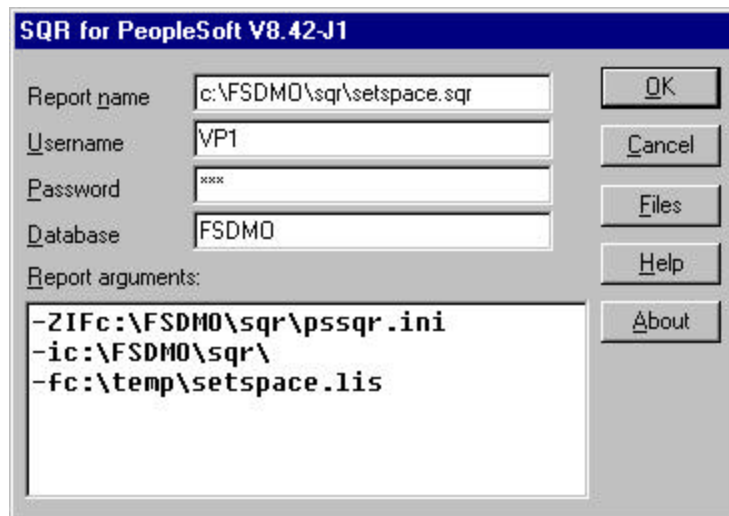 SQR for PeopleSoft V8.42-J1
Report name c:\FSDMO\sqr\setspace.sqr OK
Username VP1 Cancel
Password ***
Files
Database FSDMO
Help
Report arguments:
-ZIFc:\FSDMO\sqr\pssqr.ini About
-ic:\FSDMO\sqr\
-fc:\temp\setspace.lis